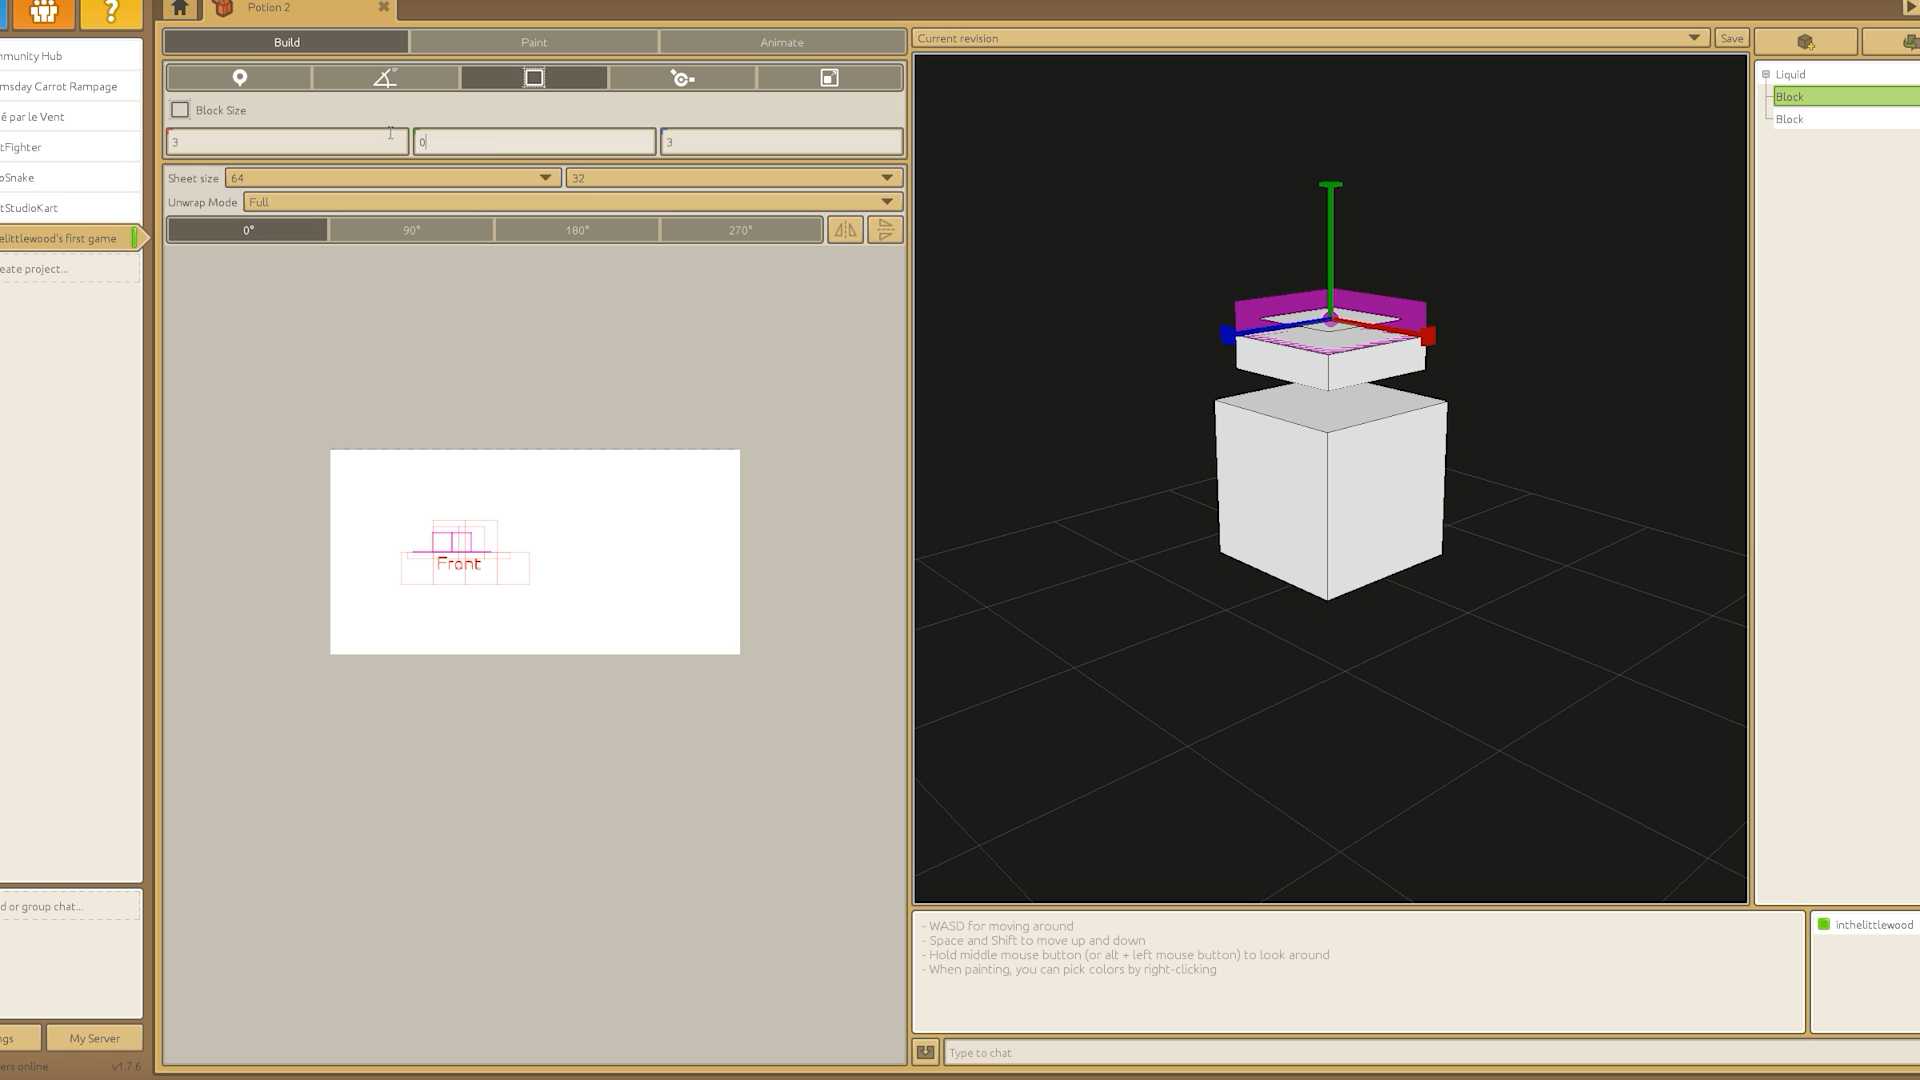 Potion 2
Build
Paint
Animate
Current revision
Save
mmunity Hub
msday Carrot Rampage
é par le Vent
tFighter
oSnake
tStudioKart
elittlewood's first game
eate project...
Block Size
3
0
3
Sheet size
64
32
Unwrap Mode
Full
0°
90°
180°
270°
Front
Liquid
Block
Block
d or group chat...
- WASD for moving around
- Space and Shift to move up and down
- Hold middle mouse button (or alt + left mouse button) to look around
- When painting, you can pick colors by right-clicking
inthelittlewood
ngs
My Server
ers online
v1.7.6
Type to chat